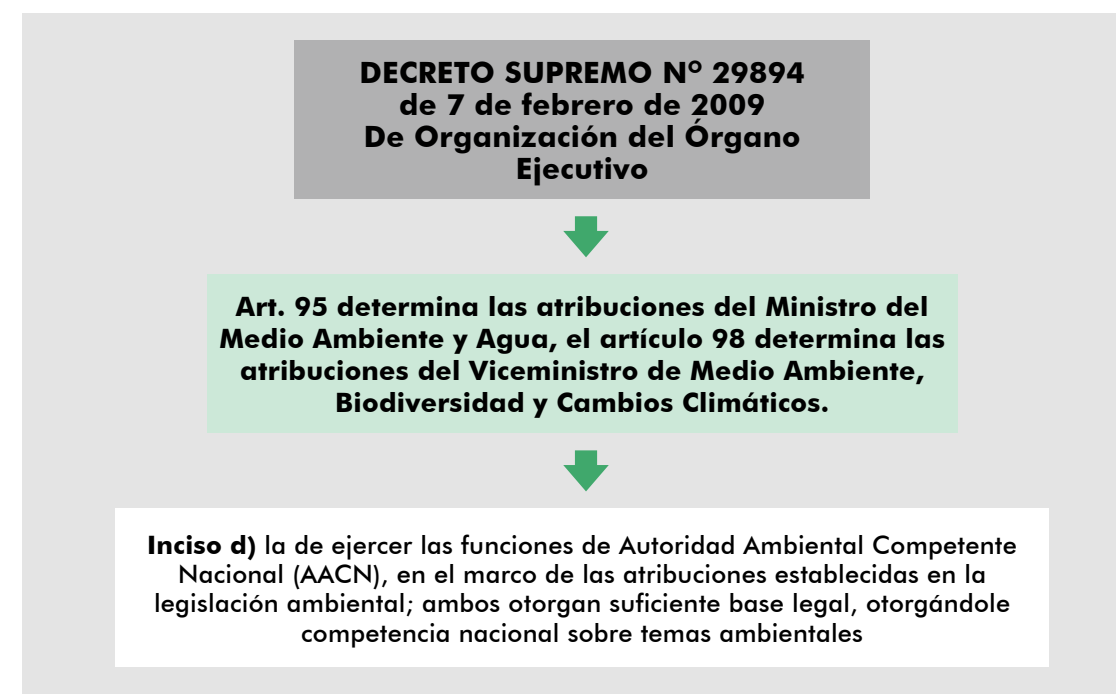 DECRETO SUPREMO Nº 29894
de 7 de febrero de 2009
De Organización del Órgano
Ejecutivo
Art. 95 determina las atribuciones del Ministro del
Medio Ambiente y Agua, el artículo 98 determina las
atribuciones del Viceministro de Medio Ambiente,
Biodiversidad y Cambios Climáticos.
Inciso d) la de ejercer las funciones de Autoridad Ambiental Competente
Nacional (AACN), en el marco de las atribuciones establecidas en la
legislación ambiental; ambos otorgan suficiente base legal, otorgándole
competencia nacional sobre temas ambientales